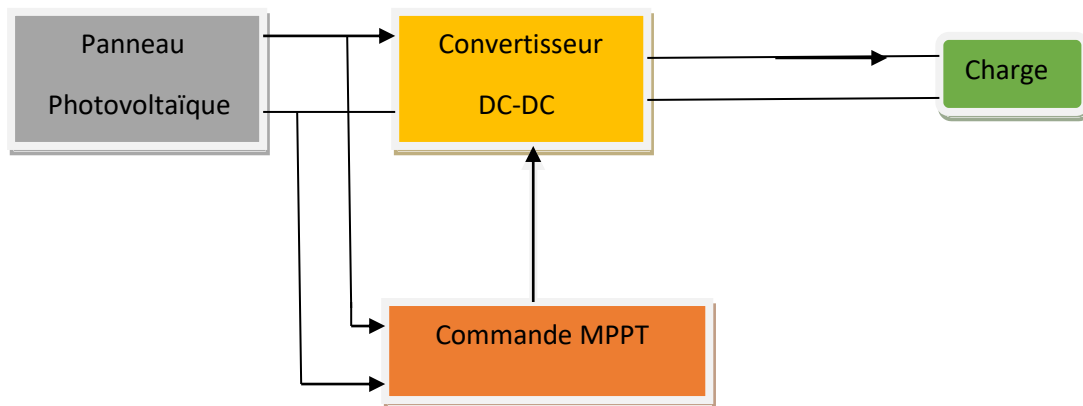 Panneau
Photovoltaïque
Convertisseur
DC-DC
Charge
Commande MPPT